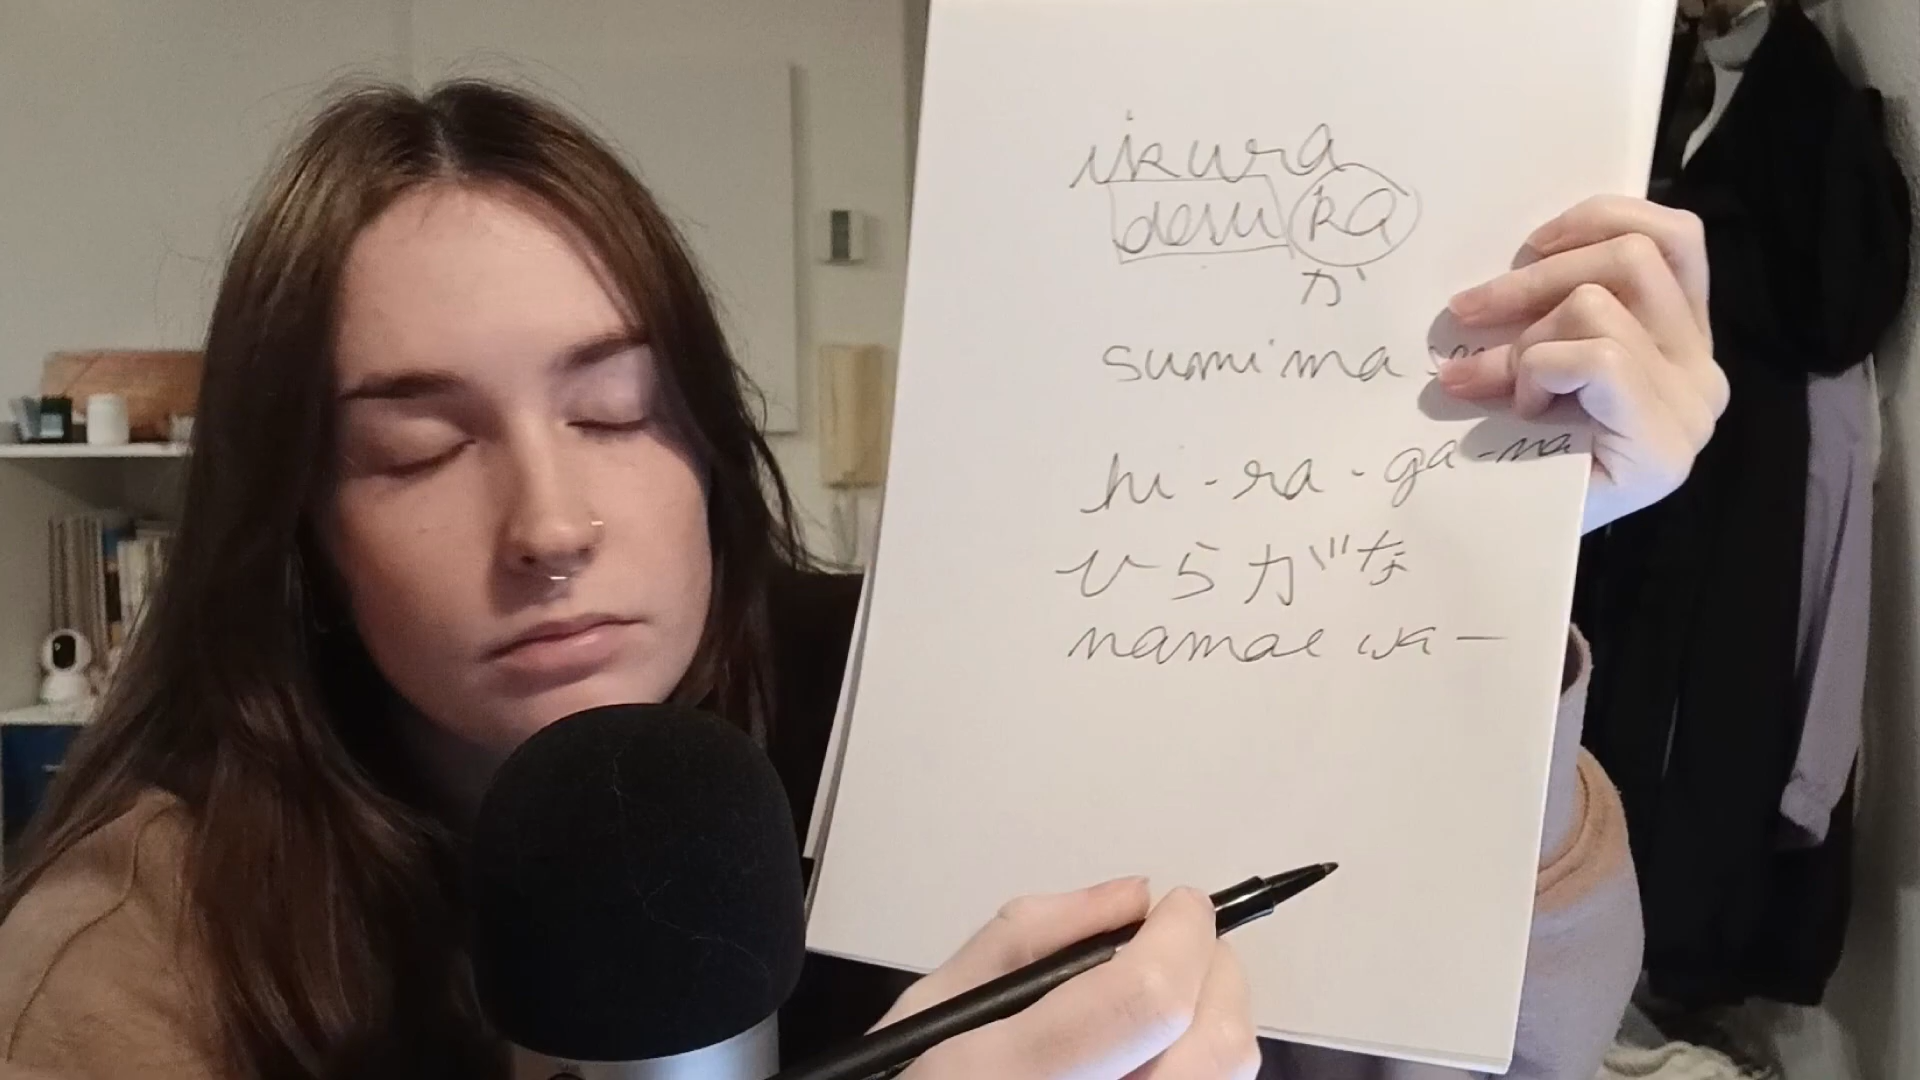 ikura
desu ka
か
sumima
hi-ra-ga-na
ひらがな
namae wa —